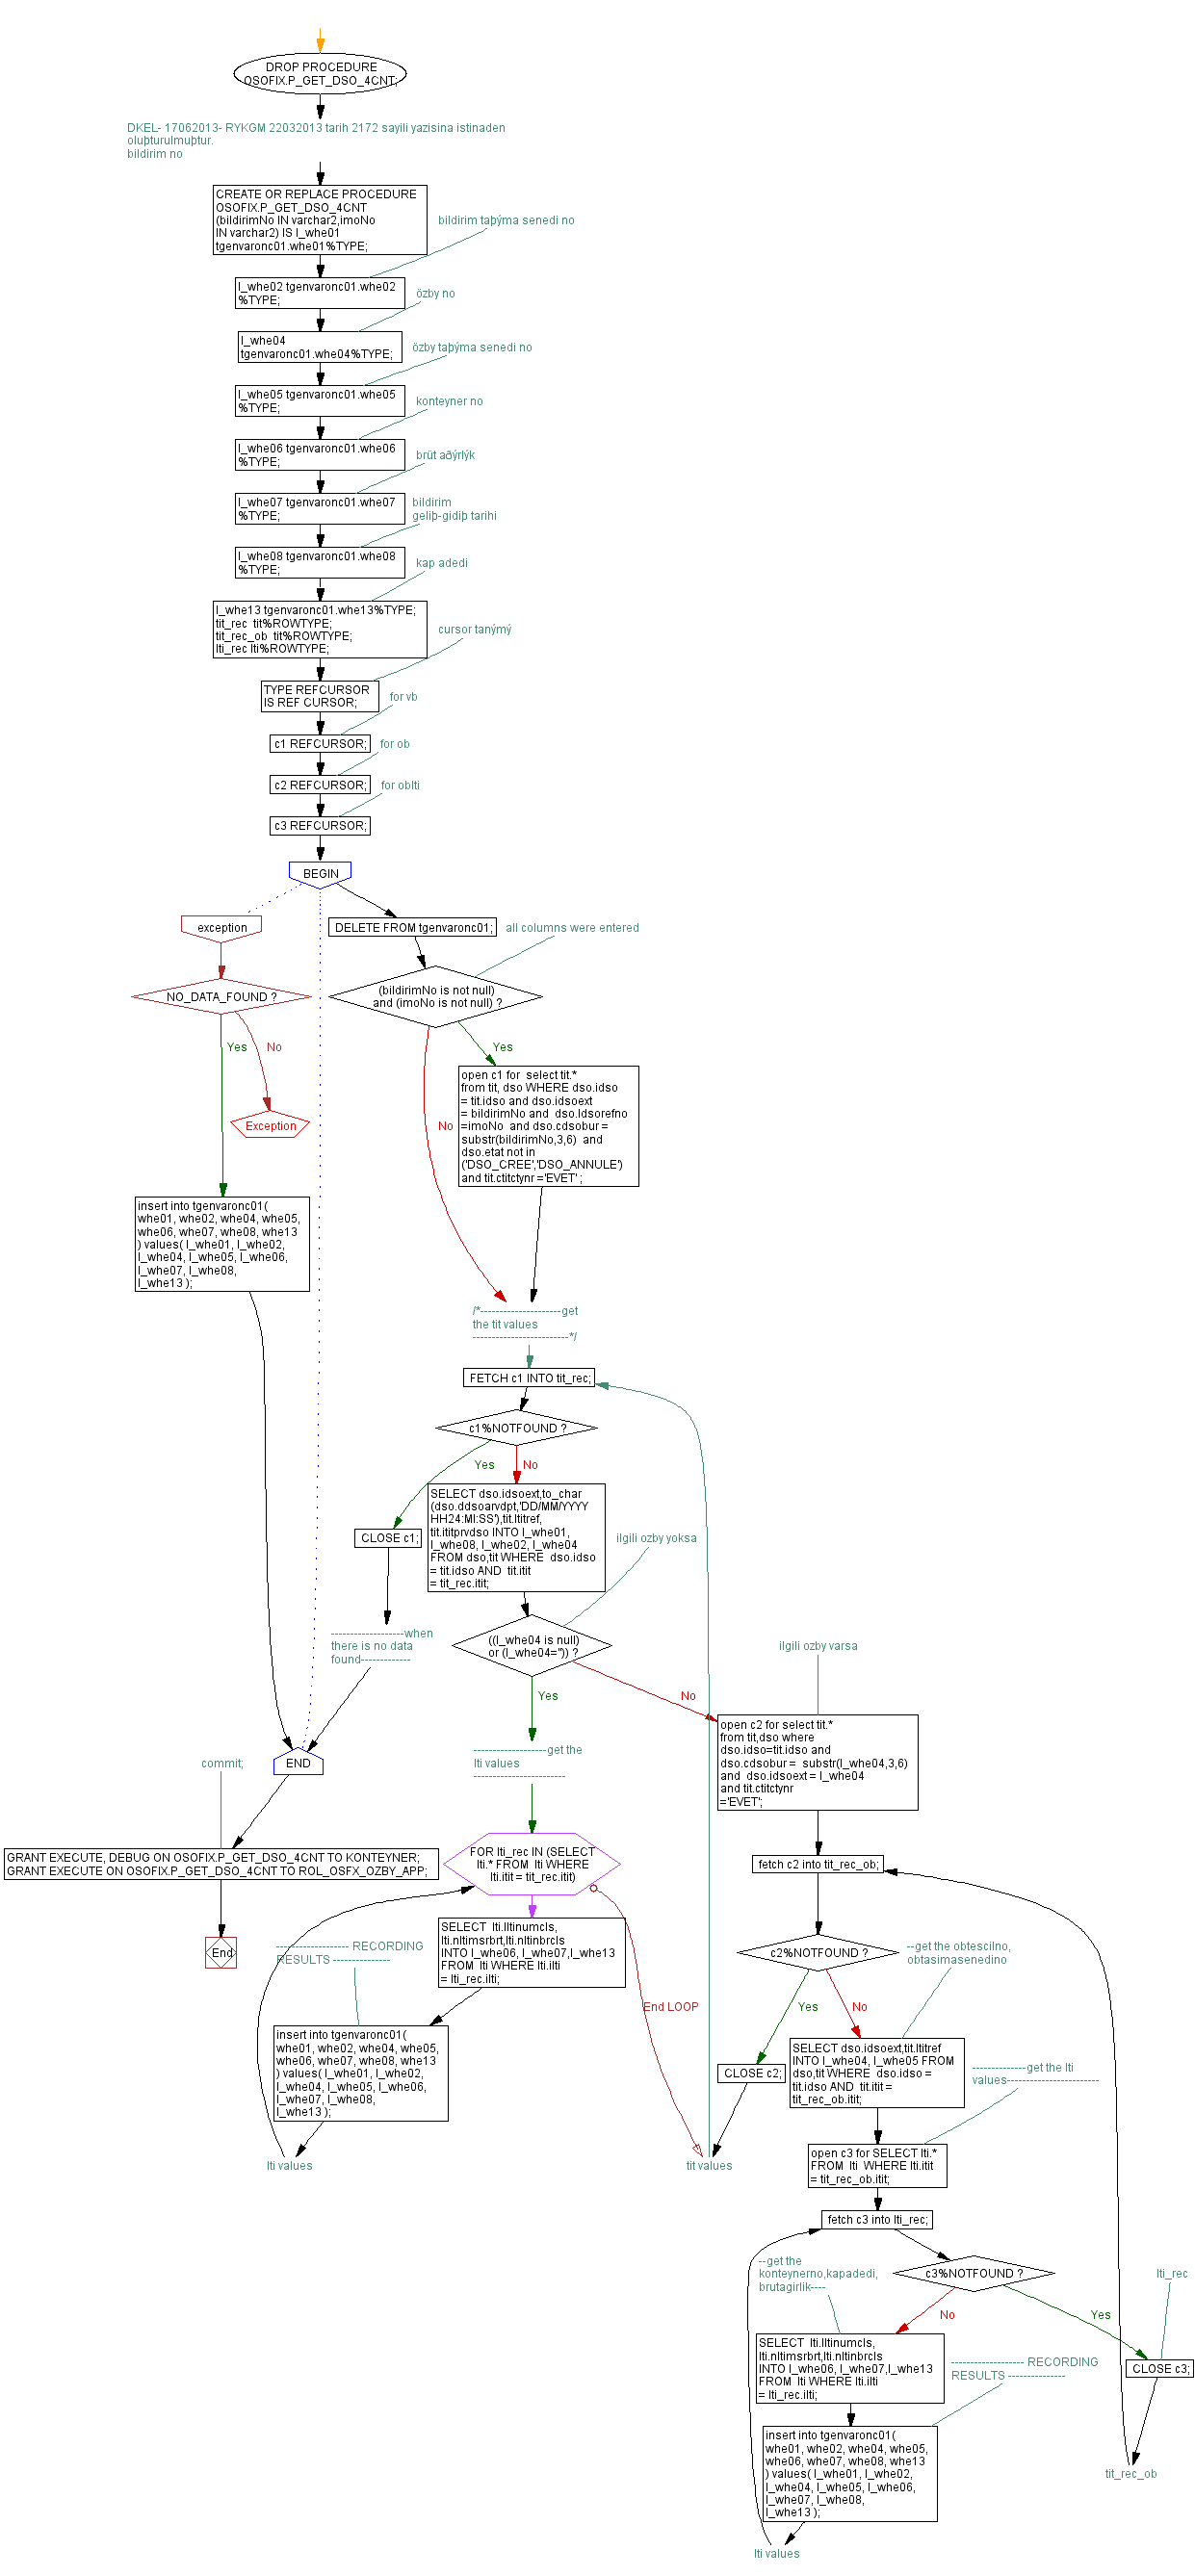 DROP PROCEDURE
OSOFIX.P_GET_DSO_4CNT;
DKEL- 17062013- RYKGM 22032013 tarih 2172 sayili yazisina istinaden
oluþturulmuþtur.
bildirim no
CREATE OR REPLACE PROCEDURE
OSOFIX.P_GET_DSO_4CNT
(bildirimNo IN varchar2,imoNo
IN varchar2) IS l_whe01
tgenvaronc01.whe01%TYPE;
bildirim taþýma senedi no
l_whe02 tgenvaronc01.whe02
%TYPE;
özby no
l_whe04
tgenvaronc01.whe04%TYPE;
özby taþýma senedi no
l_whe05 tgenvaronc01.whe05
%TYPE;
konteyner no
l_whe06 tgenvaronc01.whe06
%TYPE;
brüt aðýrlýk
l_whe07 tgenvaronc01.whe07
%TYPE;
bildirim
geliþ-gidiþ tarihi
l_whe08 tgenvaronc01.whe08
%TYPE;
kap adedi
l_whe13 tgenvaronc01.whe13%TYPE;
tit_rec  tit%ROWTYPE;
tit_rec_ob  tit%ROWTYPE;
lti_rec lti%ROWTYPE;
cursor tanýmý
TYPE REFCURSOR
IS REF CURSOR;
for vb
c1 REFCURSOR;
for ob
c2 REFCURSOR;
for oblti
c3 REFCURSOR;
BEGIN
exception
DELETE FROM tgenvaronc01;
all columns were entered
NO_DATA_FOUND ?
(bildirimNo is not null)
and (imoNo is not null) ?
Yes
No
Yes
Exception
No
open c1 for  select tit.*
from tit, dso WHERE dso.idso
= tit.idso and dso.idsoext
= bildirimNo and  dso.ldsorefno
=imoNo  and dso.cdsobur =
substr(bildirimNo,3,6)  and
dso.etat not in
('DSO_CREE','DSO_ANNULE')
and tit.ctitctynr ='EVET' ;
insert into tgenvaronc01(
whe01, whe02, whe04, whe05,
whe06, whe07, whe08, whe13
) values( l_whe01, l_whe02,
l_whe04, l_whe05, l_whe06,
l_whe07, l_whe08,
l_whe13 );
/*----------------------get
the tit values
--------------------------*/
FETCH c1 INTO tit_rec;
c1%NOTFOUND ?
Yes
No
CLOSE c1;
SELECT dso.idsoext,to_char
(dso.ddsoarvdpt,'DD/MM/YYYY
HH24:MI:SS'),tit.ltitref,
tit.ititprvdso INTO l_whe01,
l_whe08, l_whe02, l_whe04
FROM dso,tit WHERE  dso.idso
= tit.idso AND  tit.itit
= tit_rec.itit;
ilgili ozby yoksa
--------------------when
there is no data
found-------------
((l_whe04 is null)
or (l_whe04='')) ?
ilgili ozby varsa
Yes
No
open c2 for select tit.*
from tit,dso where
dso.idso=tit.idso and
dso.cdsobur =  substr(l_whe04,3,6)
and  dso.idsoext = l_whe04
and tit.ctitctynr
='EVET';
--------------------get the
lti values
-------------------------
END
commit;
GRANT EXECUTE, DEBUG ON OSOFIX.P_GET_DSO_4CNT TO KONTEYNER;
GRANT EXECUTE ON OSOFIX.P_GET_DSO_4CNT TO ROL_OSFX_OZBY_APP;
FOR lti_rec IN (SELECT
lti.* FROM  lti WHERE
lti.itit = tit_rec.itit)
fetch c2 into tit_rec_ob;
End
-------------------- RECORDING
RESULTS ---------------
SELECT  lti.lltinumcls,
lti.nltimsrbrt,lti.nltinbrcls
INTO l_whe06, l_whe07,l_whe13
FROM  lti WHERE lti.ilti
= lti_rec.ilti;
c2%NOTFOUND ?
--get the obtescilno,
obtasimasenedino
End LOOP
Yes
No
insert into tgenvaronc01(
whe01, whe02, whe04, whe05,
whe06, whe07, whe08, whe13
) values( l_whe01, l_whe02,
l_whe04, l_whe05, l_whe06,
l_whe07, l_whe08,
l_whe13 );
CLOSE c2;
SELECT dso.idsoext,tit.ltitref
INTO l_whe04, l_whe05 FROM
dso,tit WHERE  dso.idso =
tit.idso AND  tit.itit =
tit_rec_ob.itit;
---------------get the lti
values-------------------------
lti values
tit values
open c3 for SELECT lti.*
FROM  lti  WHERE lti.itit
= tit_rec_ob.itit;
fetch c3 into lti_rec;
--get the
konteynerno,kapadedi,
brutagirlik----
c3%NOTFOUND ?
lti_rec
No
Yes
SELECT  lti.lltinumcls,
lti.nltimsrbrt,lti.nltinbrcls
INTO l_whe06, l_whe07,l_whe13
FROM  lti WHERE lti.ilti
= lti_rec.ilti;
-------------------- RECORDING
RESULTS ----------------
CLOSE c3;
insert into tgenvaronc01(
whe01, whe02, whe04, whe05,
whe06, whe07, whe08, whe13
) values( l_whe01, l_whe02,
l_whe04, l_whe05, l_whe06,
l_whe07, l_whe08,
l_whe13 );
tit_rec_ob
lti values